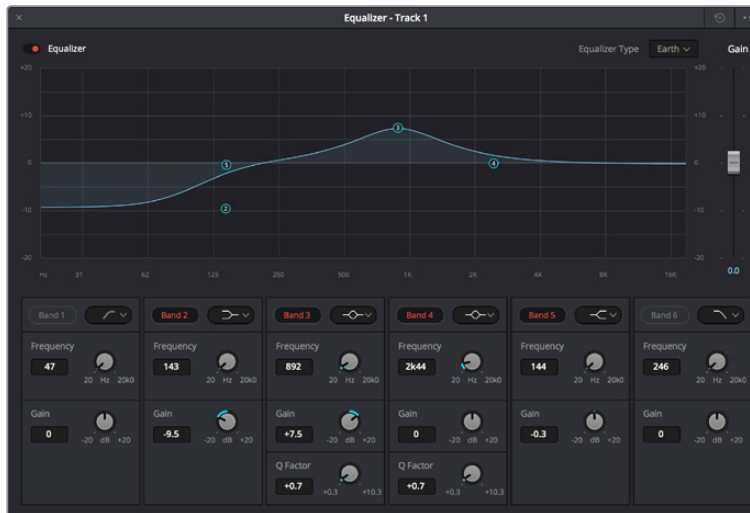 × Equalizer - Track 1
Equalizer Equalizer Type Earth Gain
+20 +20
+10 +10
3
0 5 4 0
-10 2 -10
-20 -20
Hz 31 62 125 250 500 1K 2K 4K 8K 16K 0.0
Band 1 Band 2 Band 3 Band 4 Band 5 Band 6
Frequency Frequency Frequency Frequency Frequency Frequency
47 143 892 2k44 144 246
20 Hz 20k0 20 Hz 20k0 20 Hz 20k0 20 Hz 20k0 20 Hz 20k0 20 Hz 20k0
Gain Gain Gain Gain Gain Gain
0 -9.5 +7.5 0 -0.3 0
-20 dB +20 -20 dB +20 -20 dB +20 -20 dB +20 -20 dB +20 -20 dB +20
Q Factor Q Factor
+0.7 +0.7
+0.3 +10.3 +0.3 +10.3